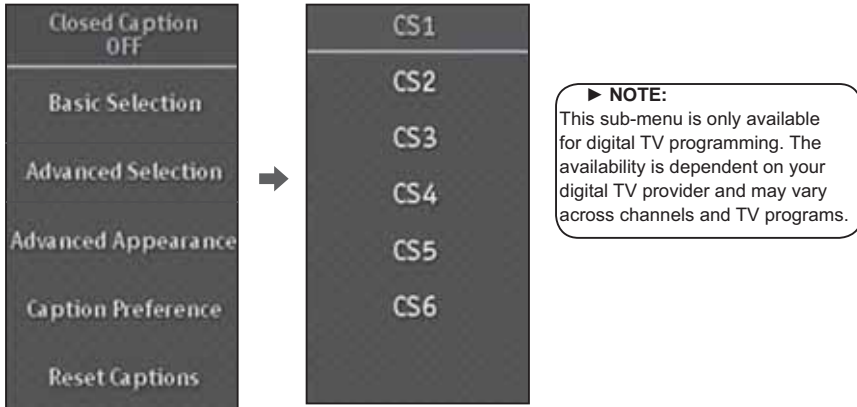 Closed Caption
OFF
Basic Selection
Advanced Selection
Advanced Appearance
Caption Preference
Reset Captions
CS1
CS2
CS3
CS4
CS5
CS6
► NOTE:
This sub-menu is only available
for digital TV programming. The
availability is dependent on your
digital TV provider and may vary
across channels and TV programs.